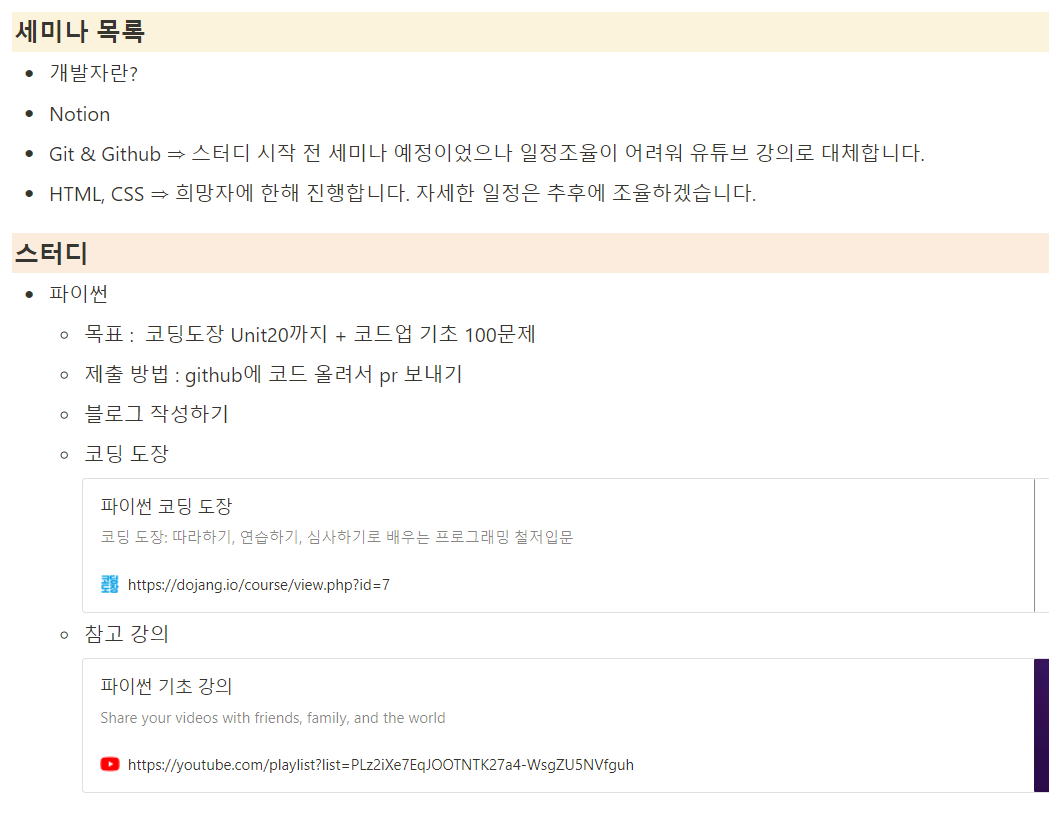 세미나 목록
개발자란?
Notion
Git & Github ⇒ 스터디 시작 전 세미나 예정이었으나 일정조율이 어려워 유튜브 강의로 대체합니다.
HTML, CSS ⇒ 희망자에 한해 진행합니다. 자세한 일정은 추후에 조율하겠습니다.
스터디
파이썬
목표 : 코딩도장 Unit20까지 + 코드업 기초 100문제
제출 방법 : github에 코드 올려서 pr 보내기
블로그 작성하기
코딩 도장
파이썬 코딩 도장
코딩 도장: 따라하기, 연습하기, 심사하기로 배우는 프로그래밍 철저입문
코딩
도장
https://dojang.io/course/view.php?id=7
참고 강의
파이썬 기초 강의
Share your videos with friends, family, and the world
https://youtube.com/playlist?list=PLz2iXe7EqJOOTNTK27a4-WsgZU5NVfguh